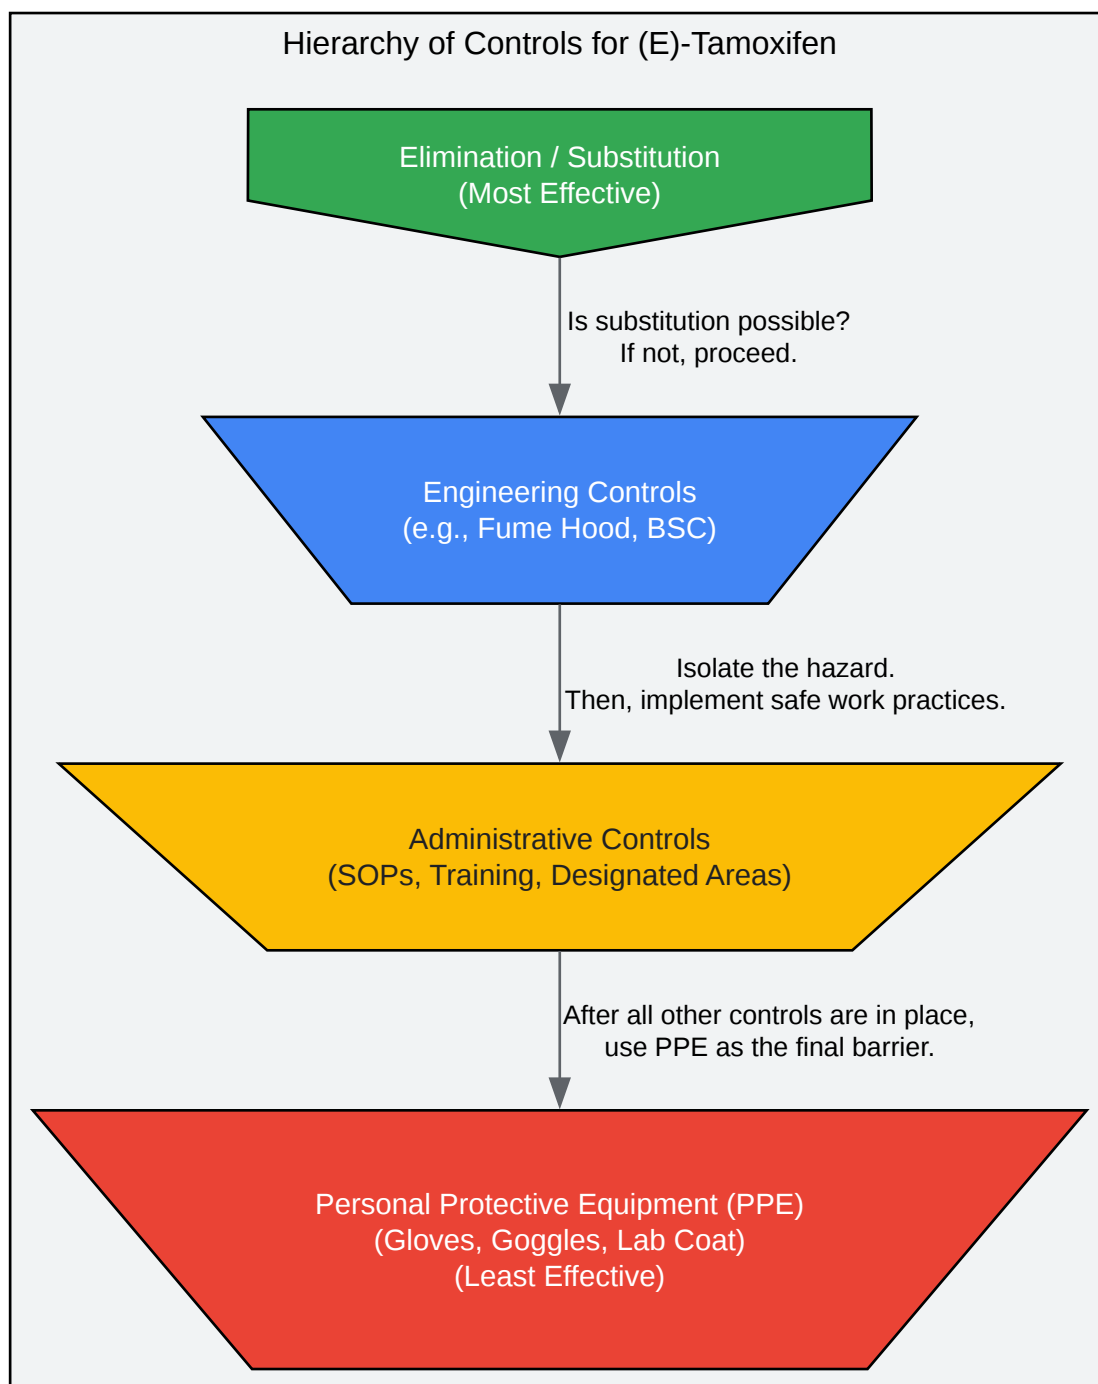 Hierarchy of Controls for (E)-Tamoxifen
Elimination / Substitution
(Most Effective)
Is substitution possible?
If not, proceed.
Engineering Controls
(e.g., Fume Hood, BSC)
Isolate the hazard.
Then, implement safe work practices.
Administrative Controls
(SOPs, Training, Designated Areas)
After all other controls are in place,
use PPE as the final barrier.
Personal Protective Equipment (PPE)
(Gloves, Goggles, Lab Coat)
(Least Effective)